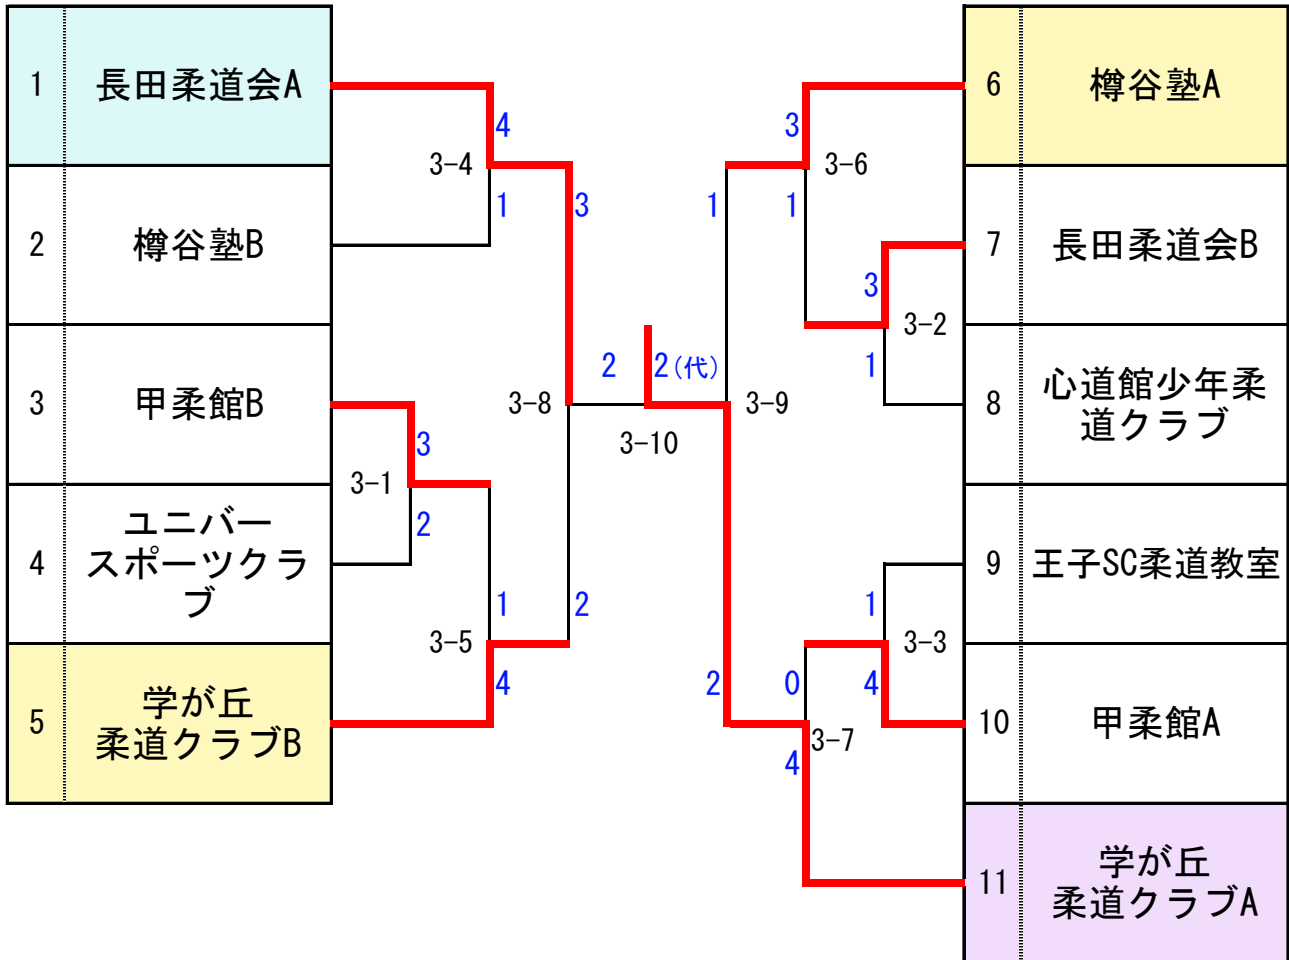 1 長田柔道会A
2 樽谷塾B
3 甲柔館B
4 ユニバー
スポーツクラ
ブ
5 学が丘
柔道クラブB
3-4
4
1
3-1
3
2
3-5
1
4
3-8
3
2
2
2(代)
3-10
3-9
1
2
3-6
3
1
3-2
3
1
3-3
1
4
3-7
0
4
6 樽谷塾A
7 長田柔道会B
8 心道館少年柔
道クラブ
9 王子SC柔道教室
10 甲柔館A
11 学が丘
柔道クラブA